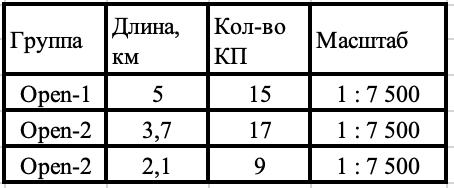 Группа Длина, км Кол-во КП Масштаб
Open-1 5 15 1 : 7 500
Open-2 3,7 17 1 : 7 500
Open-2 2,1 9 1 : 7 500